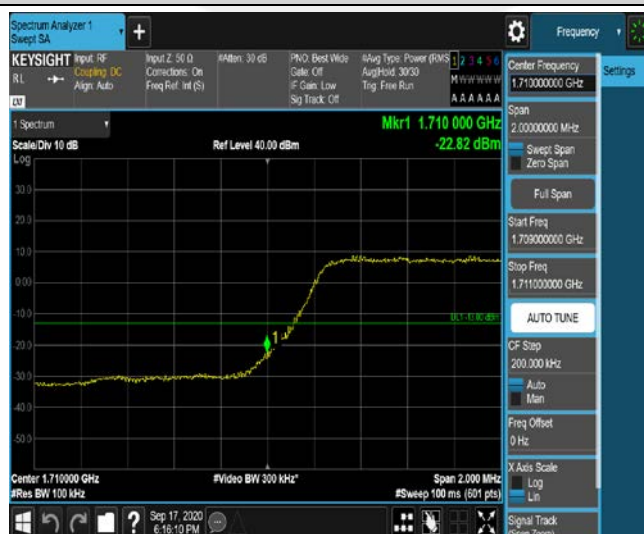 Spectrum Analyzer 1
Swept SA
+
Frequency
KEYSIGHT
RL
Input: RF
Coupling: DC
Align: Auto
Input Z: 50 Ω
Corrections: On
Freq Ref: Int (S)
#Atten: 30 dB
PNO: Best Wide
Gate: Off
IF Gain: Low
Sig Track: Off
#Avg Type: Power (RMS
Avg|Hold: 30/30
Trig: Free Run
1 2 3 4 5 6
M W W W W W
A A A A A A
1 Spectrum
Mkr1 1.710 000 GHz
-22.82 dBm
Scale/Div 10 dB
Ref Level 40.00 dBm
Log
30.0
20.0
10.0
0.00
-10.0
-20.0
-30.0
-40.0
-50.0
1
DL1 -13.00 dBm
Center 1.710000 GHz
#Res BW 100 kHz
#Video BW 300 kHz*
Span 2.000 MHz
#Sweep 100 ms (601 pts)
Sep 17, 2020
6:16:10 PM
?
Center Frequency
1.710000000 GHz
Settings
Span
2.00000000 MHz
Swept Span
Zero Span
Full Span
Start Freq
1.709000000 GHz
Stop Freq
1.711000000 GHz
AUTO TUNE
CF Step
200.000 kHz
Auto
Man
Freq Offset
0 Hz
X Axis Scale
Log
Lin
Signal Track
(Span Zoom)